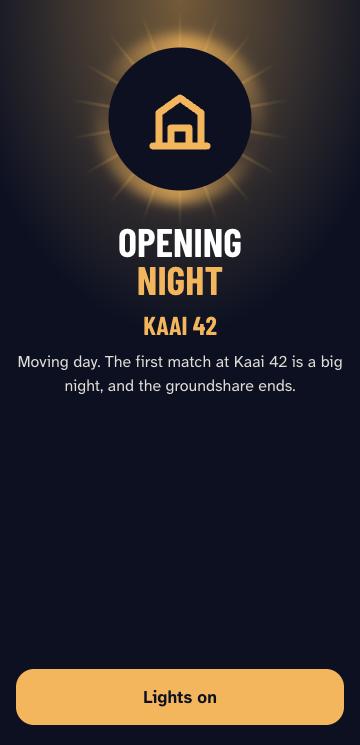 OPENING
NIGHT
KAAI 42
Moving day. The first match at Kaai 42 is a big
night, and the groundshare ends.
Lights on